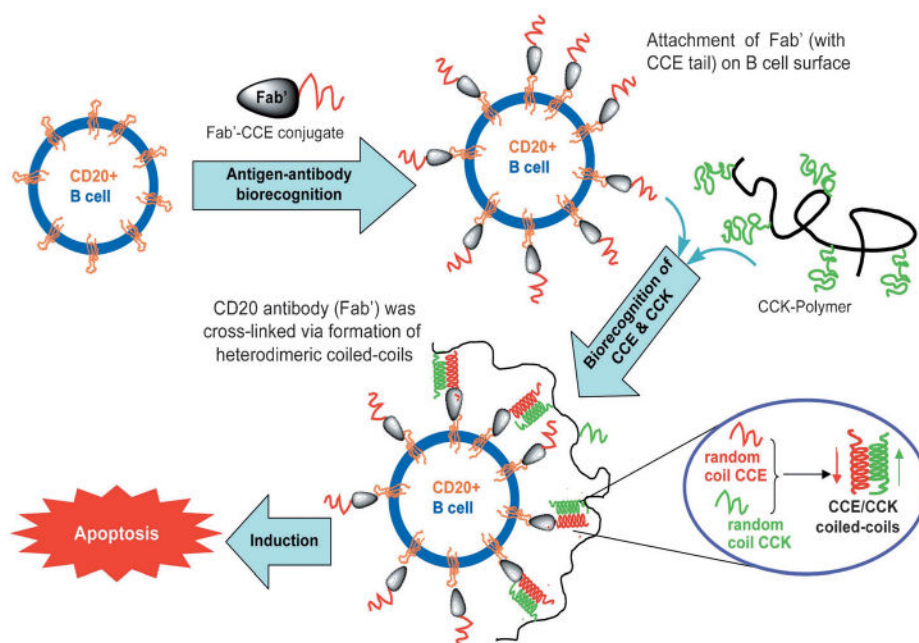 Fab'
Fab'-CCE conjugate
CD20+
B cell
Antigen-antibody
biorecognition
CD20+
B cell
Attachment of Fab' (with
CCE tail) on B cell surface
CCK-Polymer
Biorecognition of
CCE & CCK
CD20 antibody (Fab') was
cross-linked via formation of
heterodimeric coiled-coils
CD20+
B cell
Induction
Apoptosis
random
coil CCE
random
coil CCK
CCE/CCK
coiled-coils